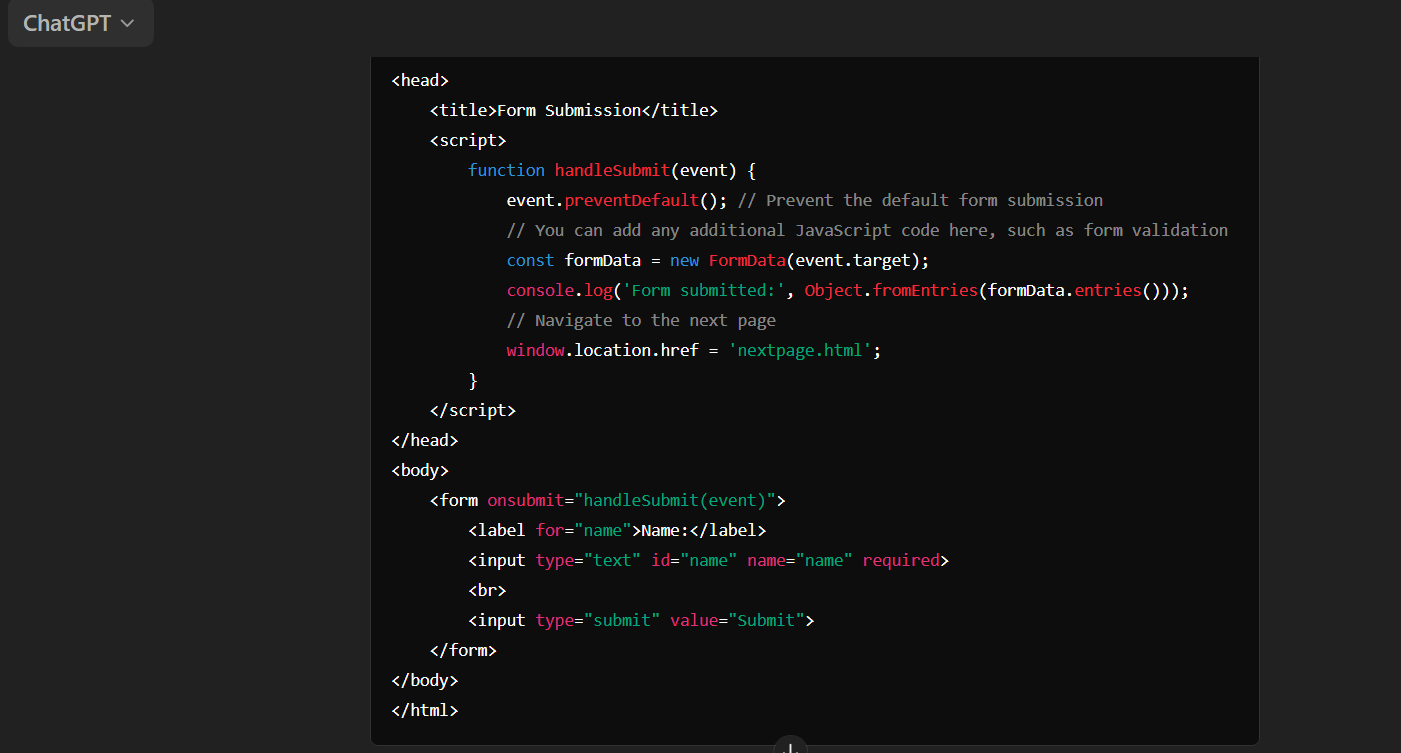 ChatGPT
<head>
    <title>Form Submission</title>
    <script>
        function handleSubmit(event) {
            event.preventDefault(); // Prevent the default form submission
            // You can add any additional JavaScript code here, such as form validation
            const formData = new FormData(event.target);
            console.log('Form submitted:', Object.fromEntries(formData.entries()));
            // Navigate to the next page
            window.location.href = 'nextpage.html';
        }
    </script>
</head>
<body>
    <form onsubmit="handleSubmit(event)">
        <label for="name">Name:</label>
        <input type="text" id="name" name="name" required>
        <br>
        <input type="submit" value="Submit">
    </form>
</body>
</html>